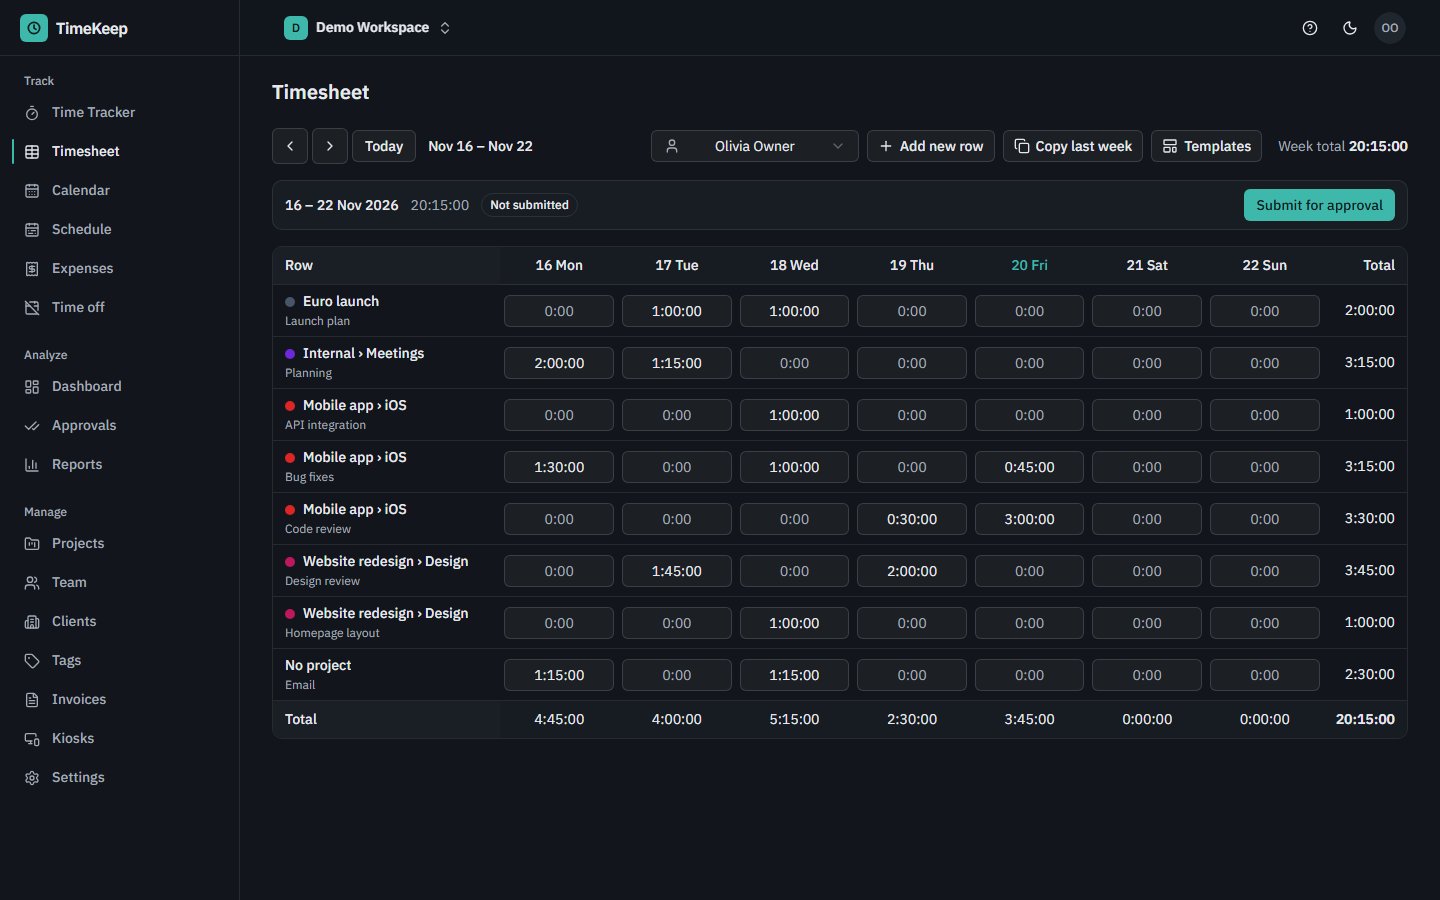 TimeKeep
D Demo Workspace
OO
Track
Time Tracker
Timesheet
Calendar
Schedule
Expenses
Time off
Analyze
Dashboard
Approvals
Reports
Manage
Projects
Team
Clients
Tags
Invoices
Kiosks
Settings
Timesheet
Today Nov 16 – Nov 22 Olivia Owner Add new row Copy last week Templates Week total 20:15:00
16 – 22 Nov 2026 20:15:00 Not submitted Submit for approval
Row 16 Mon 17 Tue 18 Wed 19 Thu 20 Fri 21 Sat 22 Sun Total
Euro launch
Launch plan
0:00 1:00:00 1:00:00 0:00 0:00 0:00 0:00 2:00:00
Internal › Meetings
Planning
2:00:00 1:15:00 0:00 0:00 0:00 0:00 0:00 3:15:00
Mobile app › iOS
API integration
0:00 0:00 1:00:00 0:00 0:00 0:00 0:00 1:00:00
Mobile app › iOS
Bug fixes
1:30:00 0:00 1:00:00 0:00 0:45:00 0:00 0:00 3:15:00
Mobile app › iOS
Code review
0:00 0:00 0:00 0:30:00 3:00:00 0:00 0:00 3:30:00
Website redesign › Design
Design review
0:00 1:45:00 0:00 2:00:00 0:00 0:00 0:00 3:45:00
Website redesign › Design
Homepage layout
0:00 0:00 1:00:00 0:00 0:00 0:00 0:00 1:00:00
No project
Email
1:15:00 0:00 1:15:00 0:00 0:00 0:00 0:00 2:30:00
Total 4:45:00 4:00:00 5:15:00 2:30:00 3:45:00 0:00:00 0:00:00 20:15:00